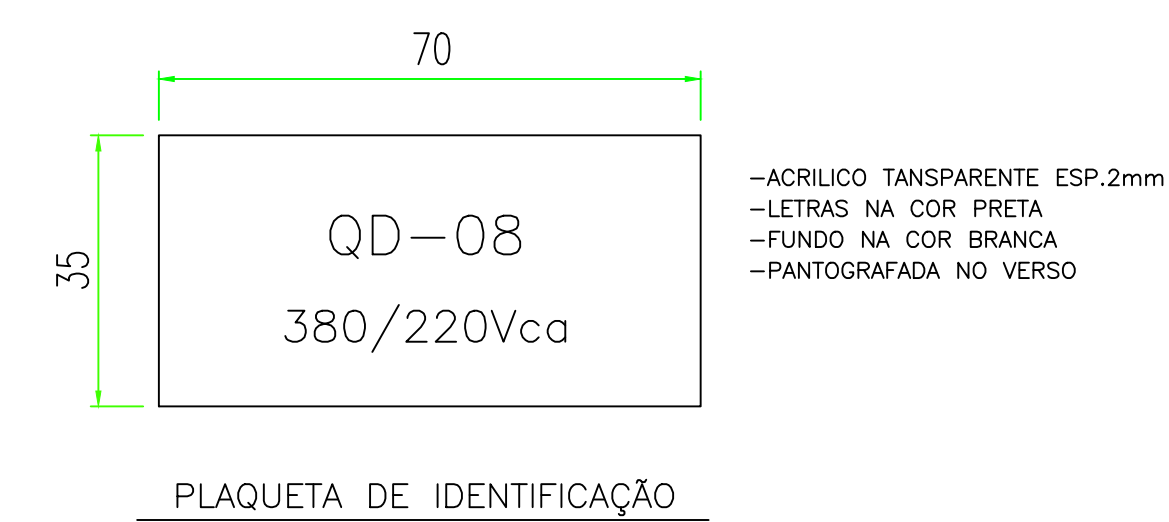 70
35
QD-08
380/220Vca
-ACRILICO TANSPARENTE ESP.2mm
-LETRAS NA COR PRETA
-FUNDO NA COR BRANCA
-PANTOGRAFADA NO VERSO
PLAQUETA DE IDENTIFICAÇÃO